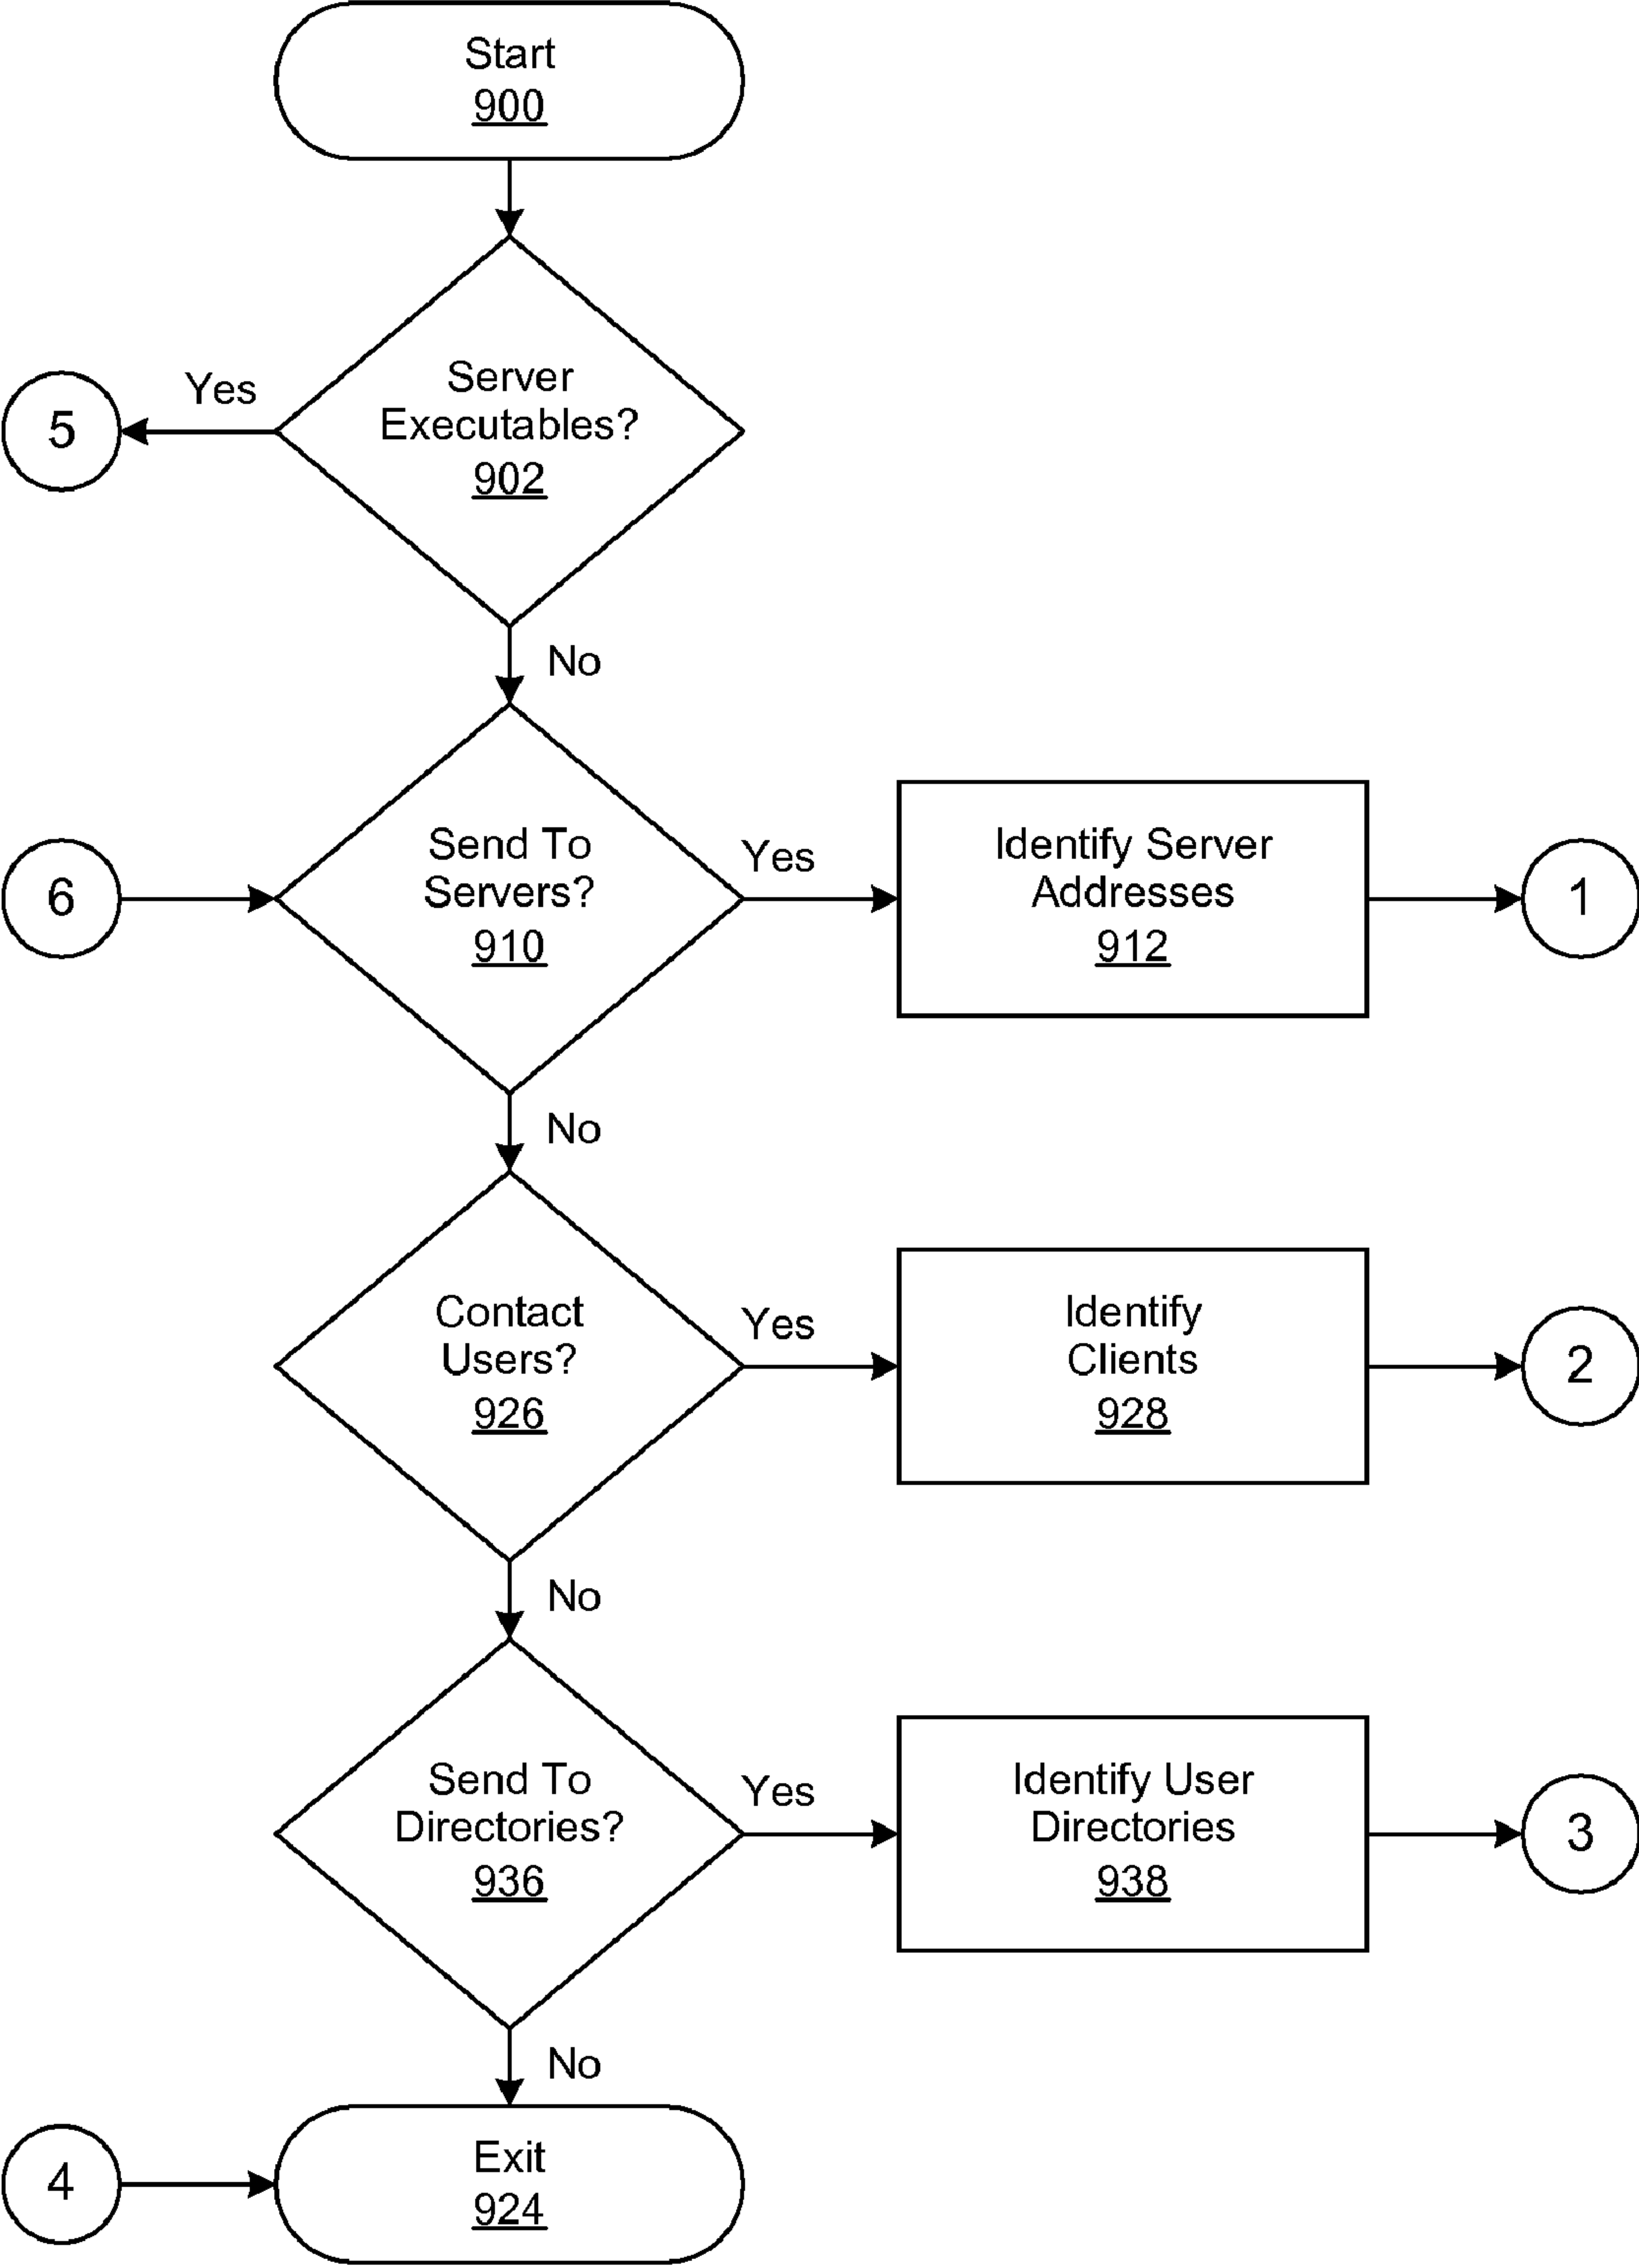 Start
900
Server
Executables?
902
Yes
5
No
6
Send To
Servers?
910
Yes
Identify Server
Addresses
912
1
No
Contact
Users?
926
Yes
Identify
Clients
928
2
No
Send To
Directories?
936
Yes
Identify User
Directories
938
3
No
4
Exit
924